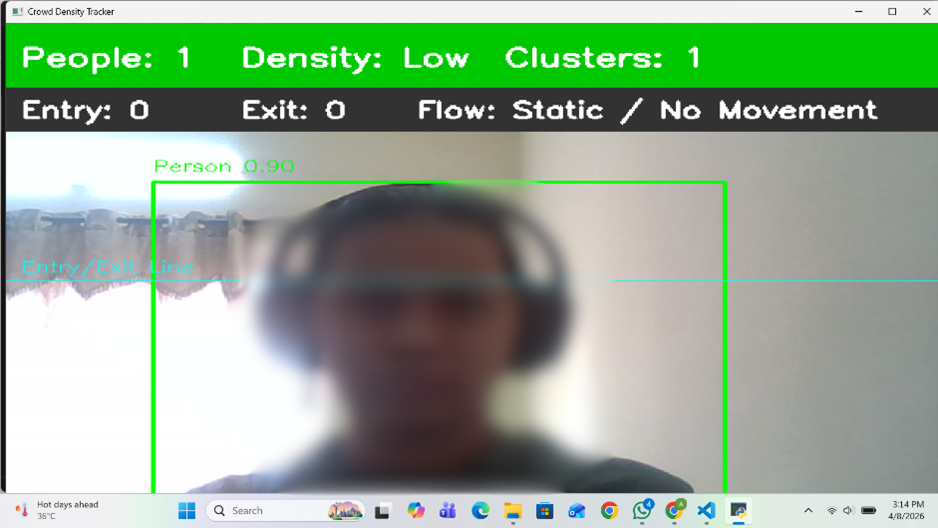 Crowd Density Tracker
People: 1 Density: Low Clusters: 1
Entry: 0 Exit: 0 Flow: Static / No Movement
Person 0.90
Entry/Exit Line
Hot days ahead
36°C
Search
4
3:14 PM
4/8/2026